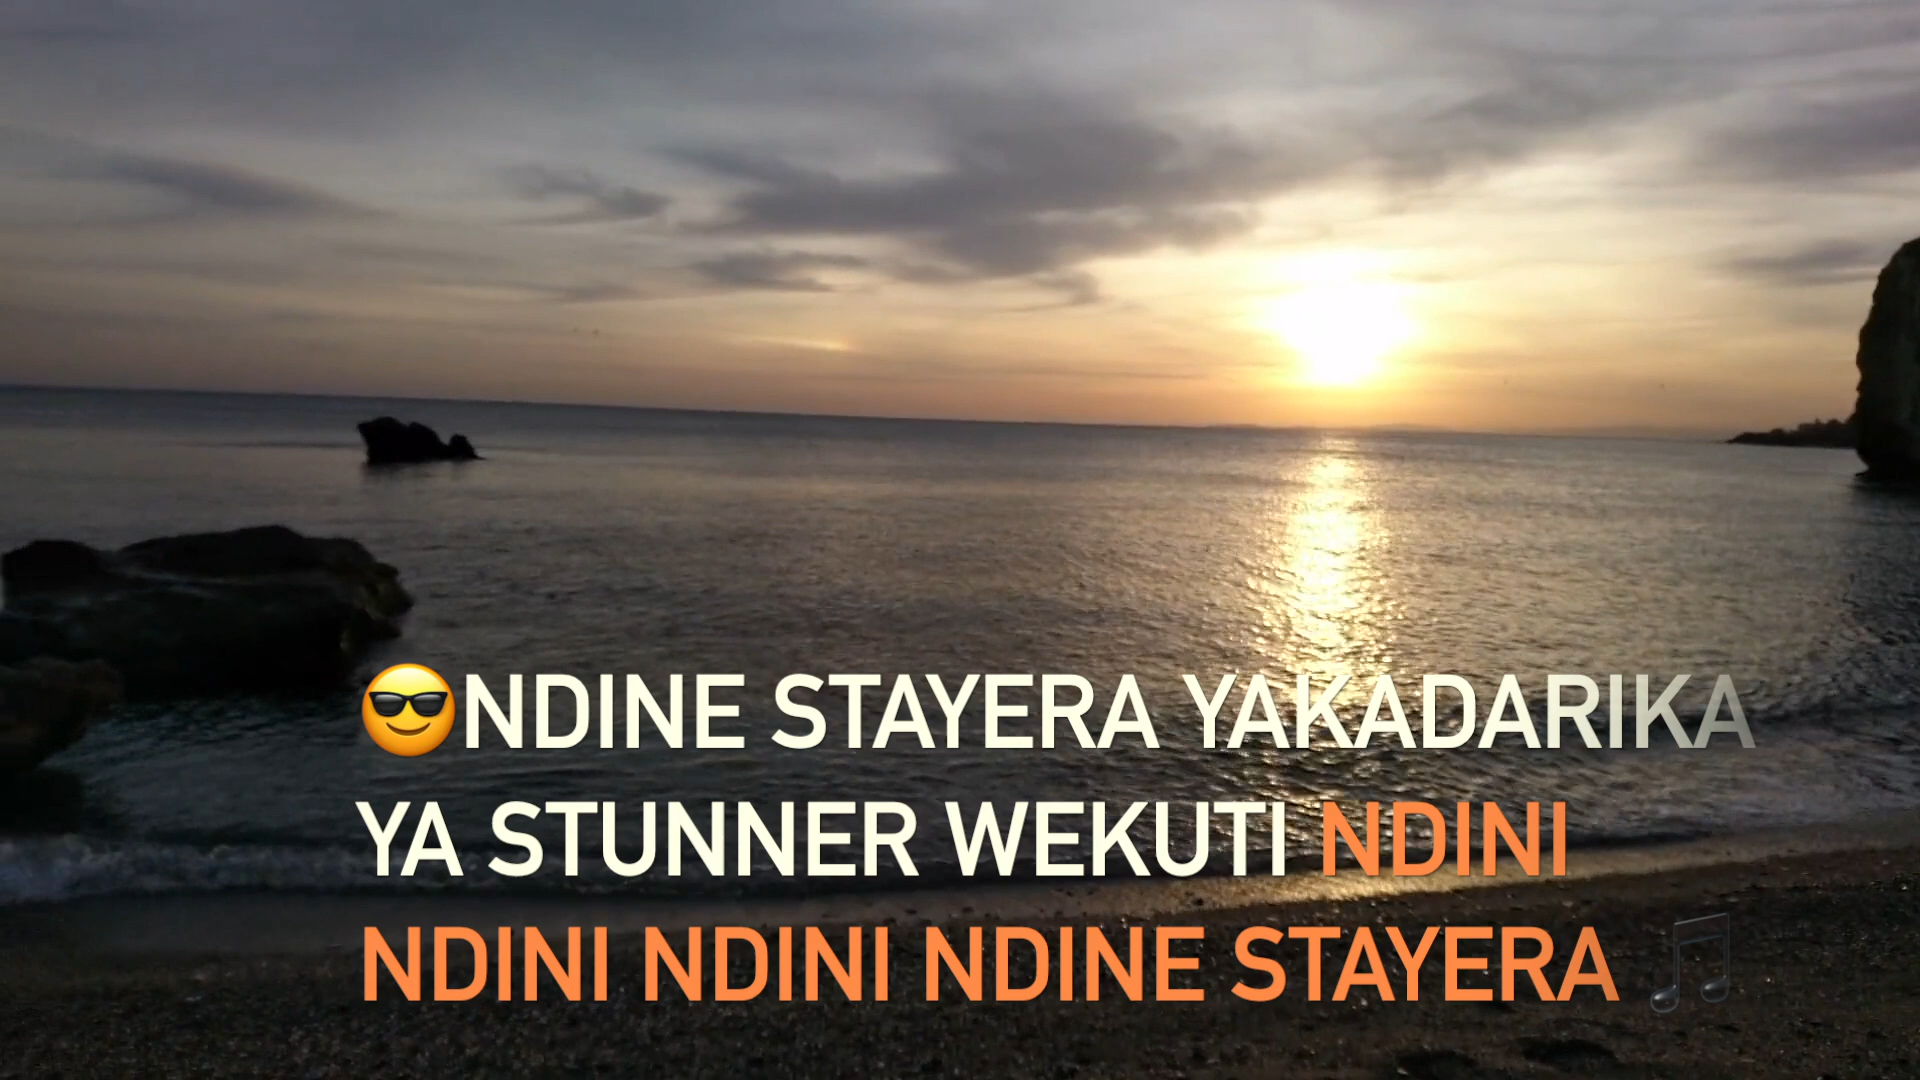 😎NDINE STAYERA YAKADARIKA
YA STUNNER WEKUTI NDINI
NDINI NDINI NDINE STAYERA 🎵